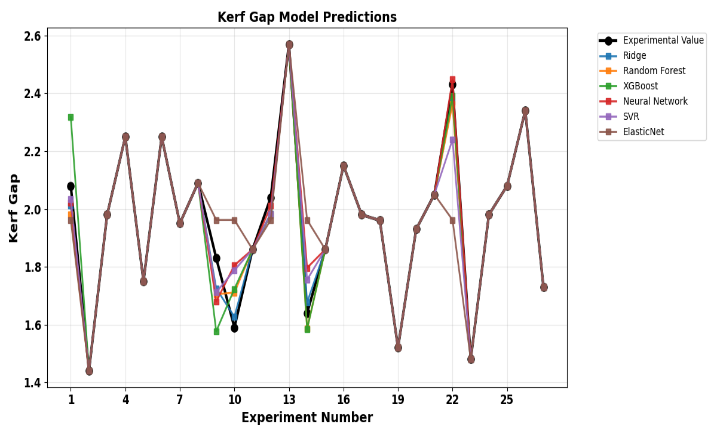 Kerf Gap Model Predictions
2.6
2.4
2.2
2.0
1.8
1.6
1.4
Kerf Gap
1
4
7
10
13
16
19
22
25
Experiment Number
Experimental Value
Ridge
Random Forest
XGBoost
Neural Network
SVR
ElasticNet